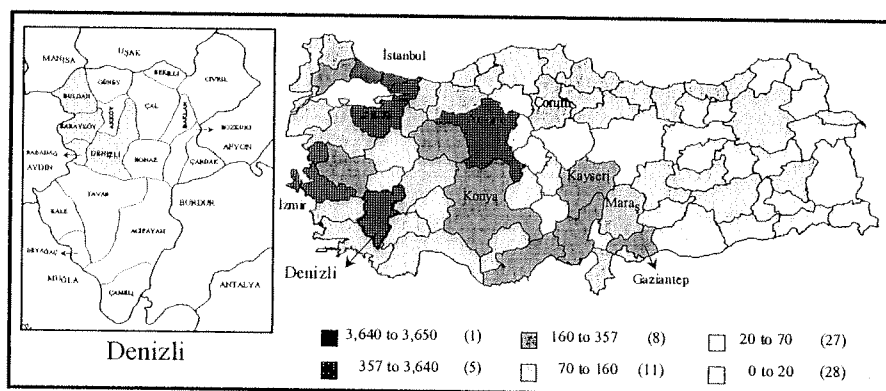 MANISA
UŞAK
GÜNEY
BEKİLLİ
ÇİVRİL
BULDAN
ÇAL
SARAYKÖY
BOZKURT
BABADAĞ
DENİZLİ
HONAZ
ÇARDAK
AFYON
AYDIN
TAVAS
BURDUR
KALE
ACIPAYAM
BEYAĞAÇ
MUĞLA
ÇAMELİ
ANTALYA
Denizli
İstanbul
Çorum
Kayseri
Konya
Maraş
İzmir
Denizli
Gaziantep
3,640 to 3,650 (1)
160 to 357 (8)
20 to 70 (27)
357 to 3,640 (5)
70 to 160 (11)
0 to 20 (28)